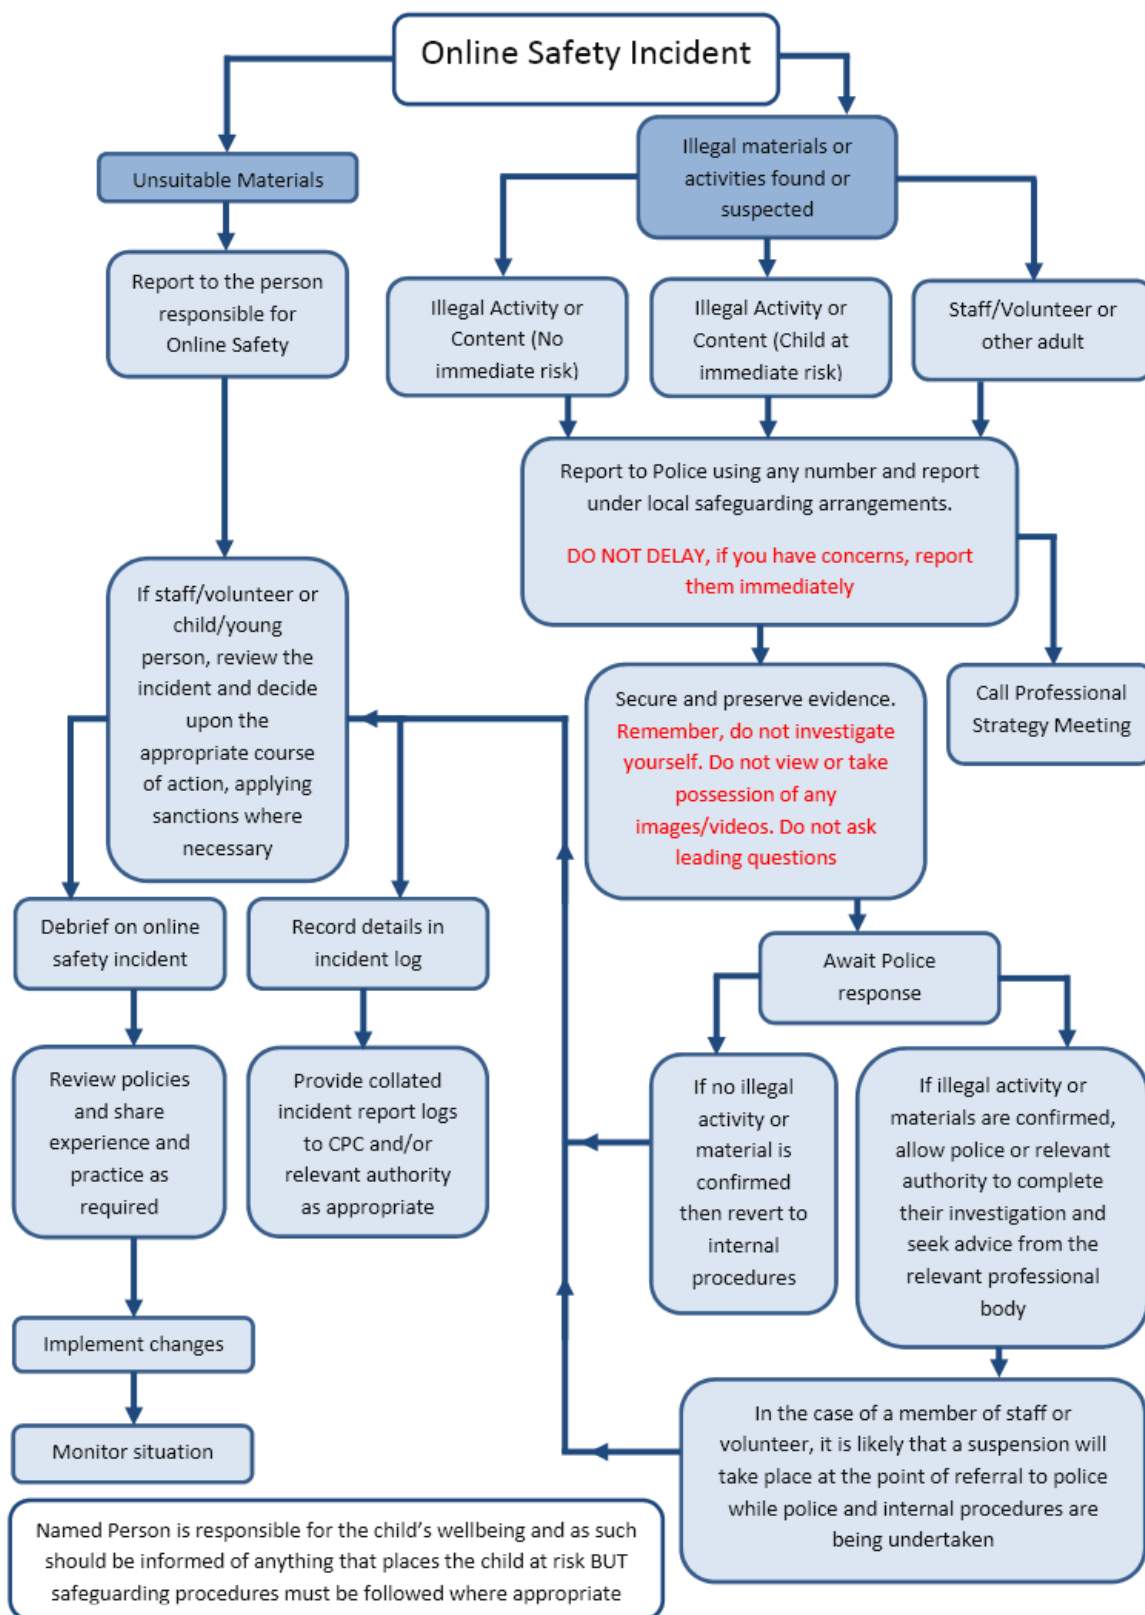 Online Safety Incident
Unsuitable Materials
Report to the person
responsible for
Online Safety
If staff/volunteer or
child/young
person, review the
incident and decide
upon the
appropriate course
of action, applying
sanctions where
necessary
Debrief on online
safety incident
Review policies
and share
experience and
practice as
required
Implement changes
Monitor situation
Record details in
incident log
Provide collated
incident report logs
to CPC and/or
relevant authority
as appropriate
Illegal materials or
activities found or
suspected
Illegal Activity or
Content (No
immediate risk)
Illegal Activity or
Content (Child at
immediate risk)
Staff/Volunteer or
other adult
Report to Police using any number and report
under local safeguarding arrangements.
DO NOT DELAY, if you have concerns, report
them immediately
Call Professional
Strategy Meeting
Secure and preserve evidence.
Remember, do not investigate
yourself. Do not view or take
possession of any
images/videos. Do not ask
leading questions
Await Police
response
If no illegal
activity or
material is
confirmed
then revert to
internal
procedures
If illegal activity or
materials are confirmed,
allow police or relevant
authority to complete
their investigation and
seek advice from the
relevant professional
body
In the case of a member of staff or
volunteer, it is likely that a suspension will
take place at the point of referral to police
while police and internal procedures are
being undertaken
Named Person is responsible for the child’s wellbeing and as such
should be informed of anything that places the child at risk BUT
safeguarding procedures must be followed where appropriate